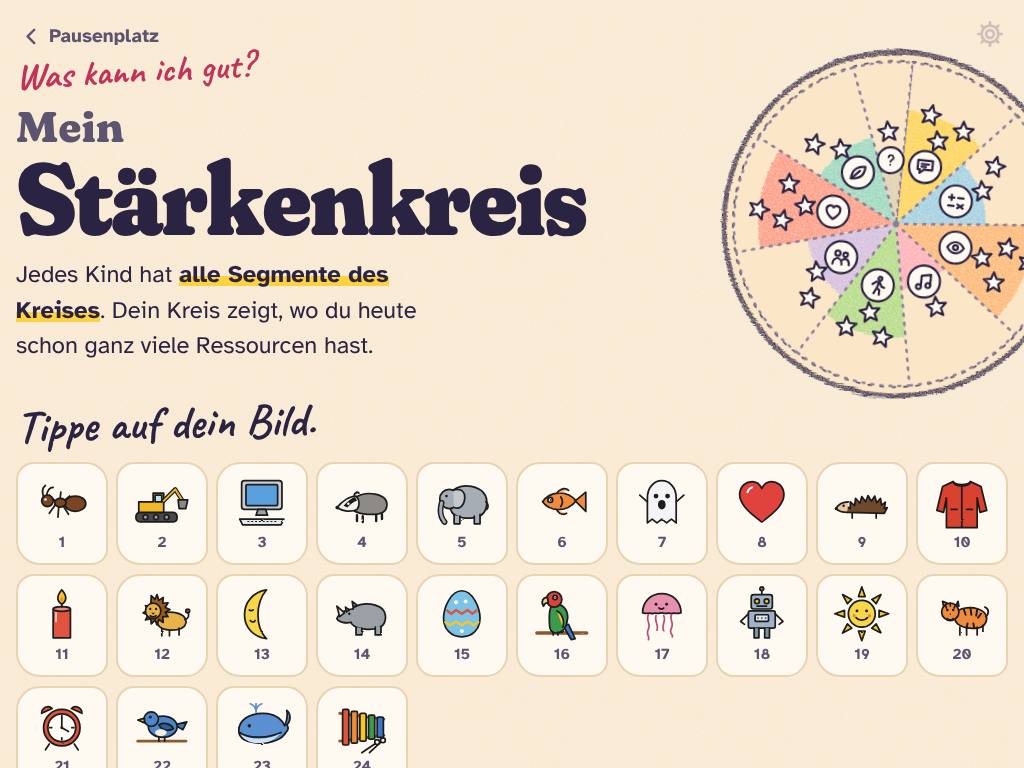 Pausenplatz
Was kann ich gut?
Mein
Stärkenkreis
Jedes Kind hat alle Segmente des
Kreises. Dein Kreis zeigt, wo du heute
schon ganz viele Ressourcen hast.
?
Tippe auf dein Bild.
1 2 3 4 5 6 7 8 9 10
11 12 13 14 15 16 17 18 19 20
21 22 23 24